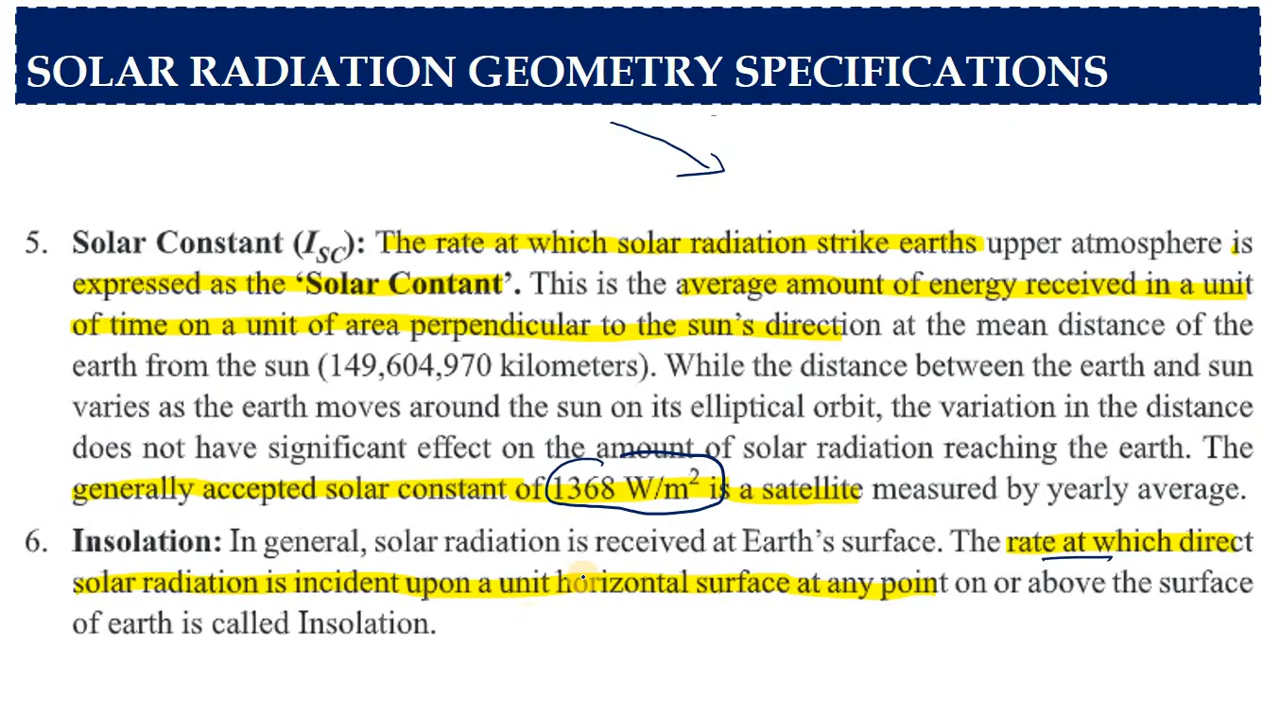 SOLAR RADIATION GEOMETRY SPECIFICATIONS
5. Solar Constant (I_SC): The rate at which solar radiation strike earths upper atmosphere is
expressed as the ‘Solar Contant’. This is the average amount of energy received in a unit
of time on a unit of area perpendicular to the sun’s direction at the mean distance of the
earth from the sun (149,604,970 kilometers). While the distance between the earth and sun
varies as the earth moves around the sun on its elliptical orbit, the variation in the distance
does not have significant effect on the amount of solar radiation reaching the earth. The
generally accepted solar constant of 1368 W/m² is a satellite measured by yearly average.
6. Insolation: In general, solar radiation is received at Earth’s surface. The rate at which direct
solar radiation is incident upon a unit horizontal surface at any point on or above the surface
of earth is called Insolation.